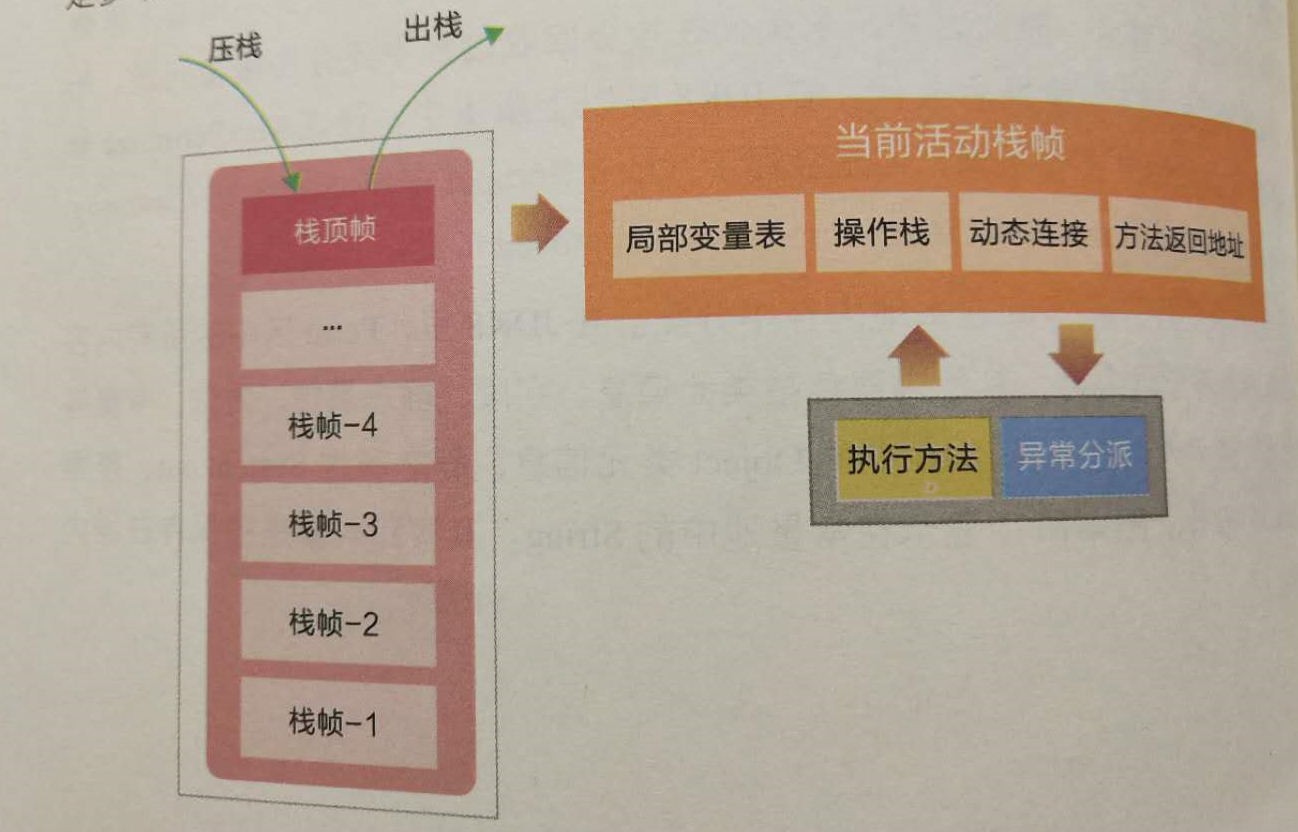 压栈
出栈
栈顶帧
...
栈帧-4
栈帧-3
栈帧-2
栈帧-1
当前活动栈帧
局部变量表
操作栈
动态连接
方法返回地址
执行方法
异常分派